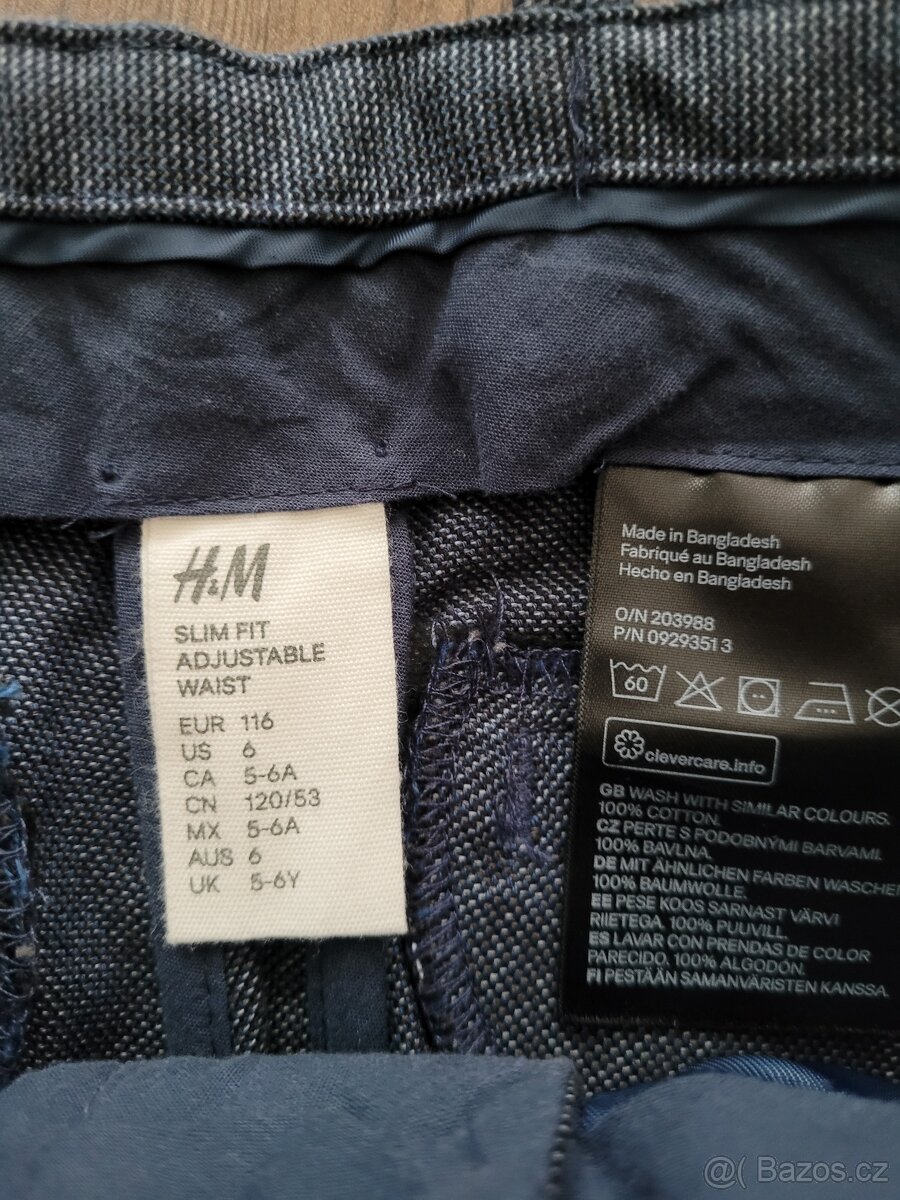 H&M
SLIM FIT
ADJUSTABLE
WAIST
EUR 116
US 6
CA 5-6A
CN 120/53
MX 5-6A
AUS 6
UK 5-6Y
Made in Bangladesh
Fabriqué au Bangladesh
Hecho en Bangladesh
O/N 203988
P/N 0929351 3
60
clevercare.info
GB WASH WITH SIMILAR COLOURS.
100% COTTON.
CZ PERTE S PODOBNÝMI BARVAMI.
100% BAVLNA.
DE MIT ÄHNLICHEN FARBEN WASCHEN
100% BAUMWOLLE.
EE PESE KOOS SARNAST VÄRVI
RIIETEGA. 100% PUUVILL.
ES LAVAR CON PRENDAS DE COLOR
PARECIDO. 100% ALGODÓN.
FI PESTÄÄN SAMANVÄRISTEN KANSSA.
@( Bazos.cz